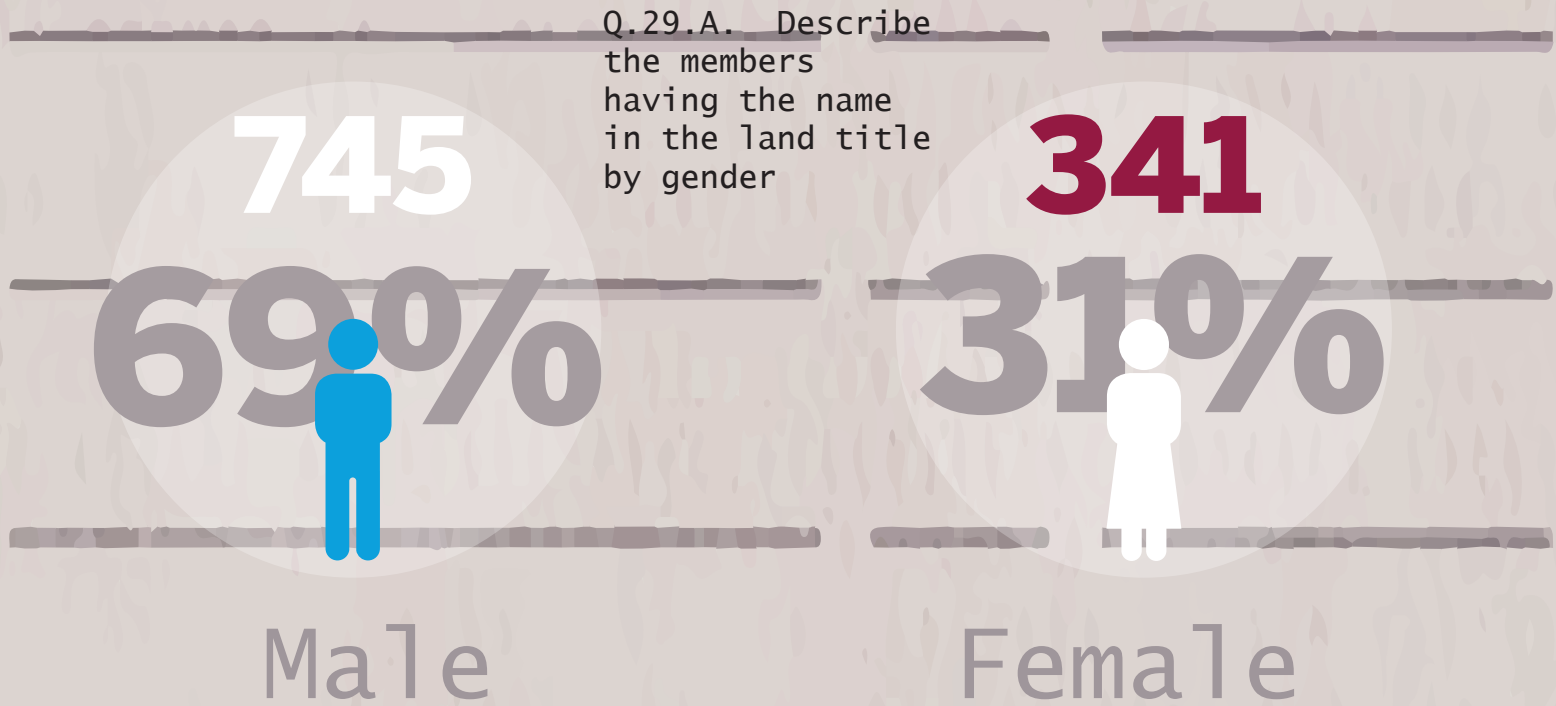 Q.29.A. Describe
the members
having the name
in the land title
by gender
745
69%
Male
341
31%
Female